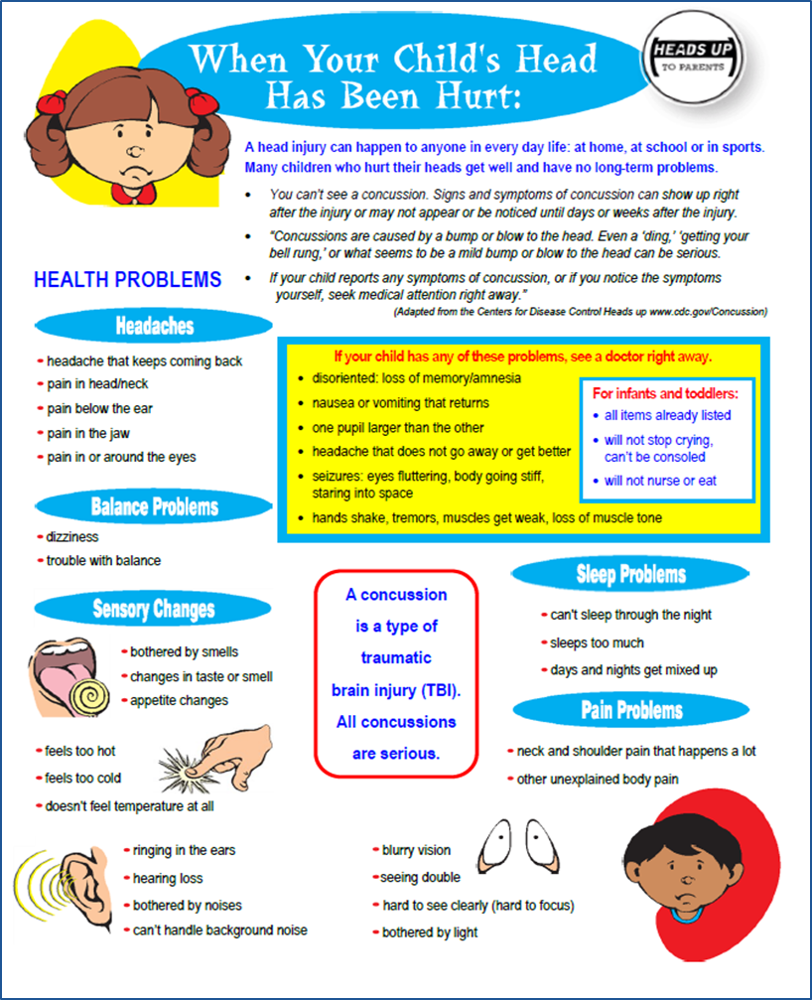 When Your Child's Head
Has Been Hurt:
HEADS UP
TO PARENTS
A head injury can happen to anyone in every day life: at home, at school or in sports.
Many children who hurt their heads get well and have no long-term problems.
• You can't see a concussion. Signs and symptoms of concussion can show up right
after the injury or may not appear or be noticed until days or weeks after the injury.
• "Concussions are caused by a bump or blow to the head. Even a 'ding,' 'getting your
bell rung,' or what seems to be a mild bump or blow to the head can be serious.
• If your child reports any symptoms of concussion, or if you notice the symptoms
yourself, seek medical attention right away."
(Adapted from the Centers for Disease Control Heads up www.cdc.gov/Concussion)
HEALTH PROBLEMS
Headaches
• headache that keeps coming back
• pain in head/neck
• pain below the ear
• pain in the jaw
• pain in or around the eyes
If your child has any of these problems, see a doctor right away.
• disoriented: loss of memory/amnesia
• nausea or vomiting that returns
• one pupil larger than the other
• headache that does not go away or get better
• seizures: eyes fluttering, body going stiff,
staring into space
• hands shake, tremors, muscles get weak, loss of muscle tone
For infants and toddlers:
• all items already listed
• will not stop crying,
can't be consoled
• will not nurse or eat
Balance Problems
• dizziness
• trouble with balance
Sensory Changes
• bothered by smells
• changes in taste or smell
• appetite changes
• feels too hot
• feels too cold
• doesn't feel temperature at all
• ringing in the ears
• hearing loss
• bothered by noises
• can't handle background noise
A concussion
is a type of
traumatic
brain injury (TBI).
All concussions
are serious.
• blurry vision
• seeing double
• hard to see clearly (hard to focus)
• bothered by light
Sleep Problems
• can't sleep through the night
• sleeps too much
• days and nights get mixed up
Pain Problems
• neck and shoulder pain that happens a lot
• other unexplained body pain